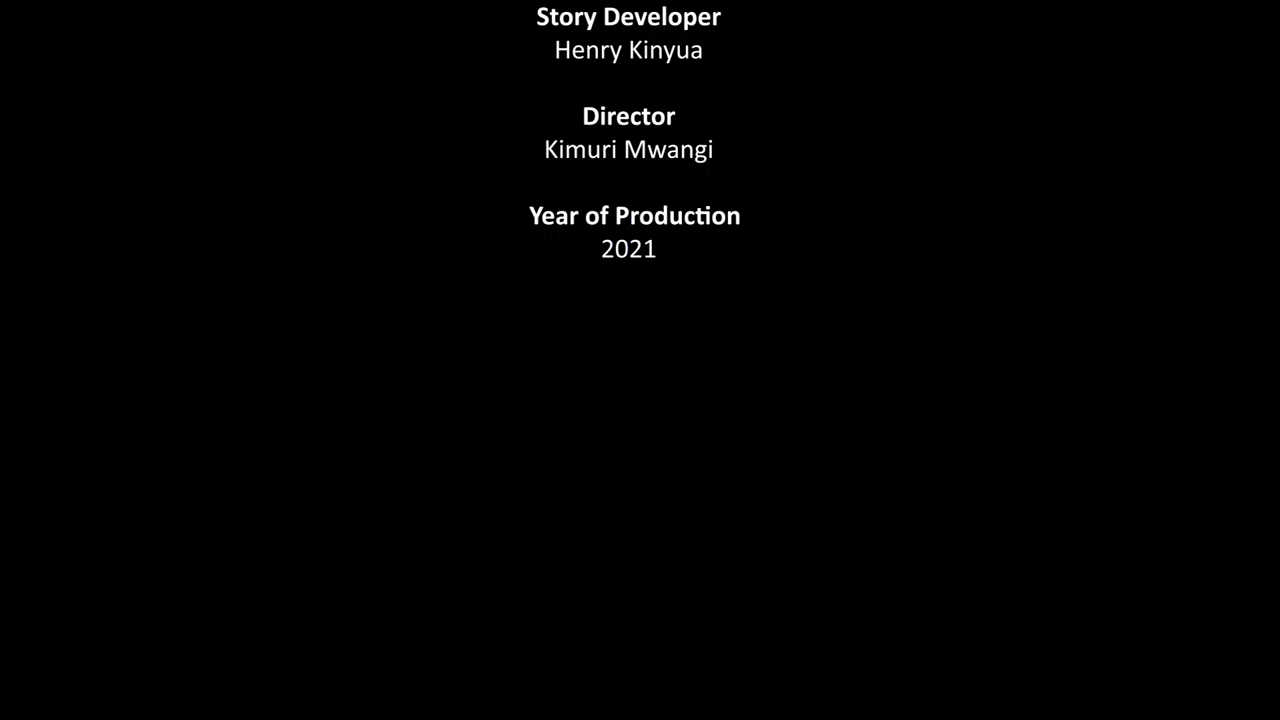 Story Developer
Henry Kinyua
Director
Kimuri Mwangi
Year of Production
2021